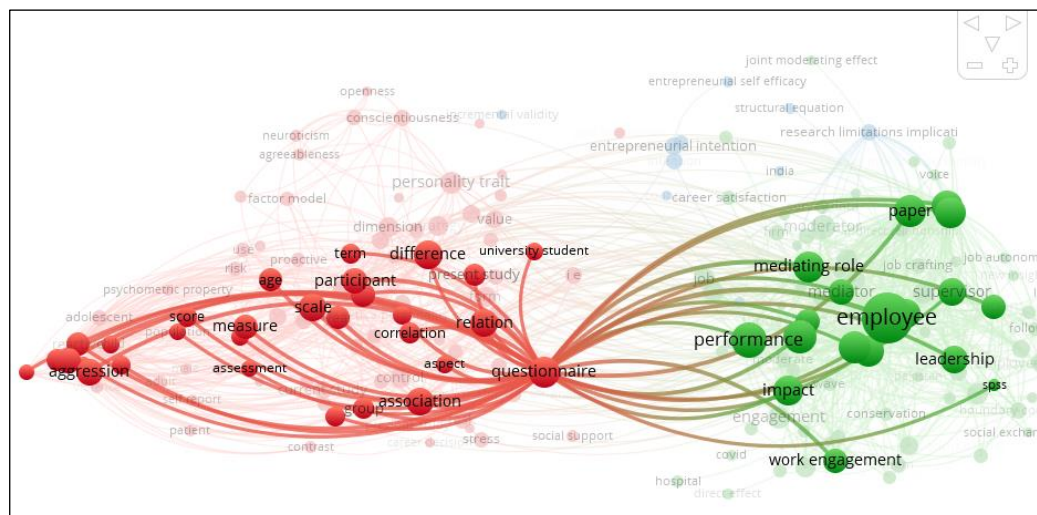 joint moderating effect
entrepreneurial self efficacy
openness
structural equation
conscientiousness
incremental validity
neuroticism
research limitations implicati
entrepreneurial intention
agreeableness
india
voice
personality trait
factor model
career satisfaction
paper
value
dimension
moderator
use
term
difference
university student
proactive
risk
mediating role
job crafting
job autonom
present study
age
participant
job
psychometric property
mediator
supervisor
scale
adolescent
score
employee
measure
relation
correlation
performance
leadership
aspect
assessment
aggression
questionnaire
control
current study
spss
impact
self report
association
group
engagement
conservation
patient
social support
stress
social exchan
contrast
covid
work engagement
hospital
direct effect